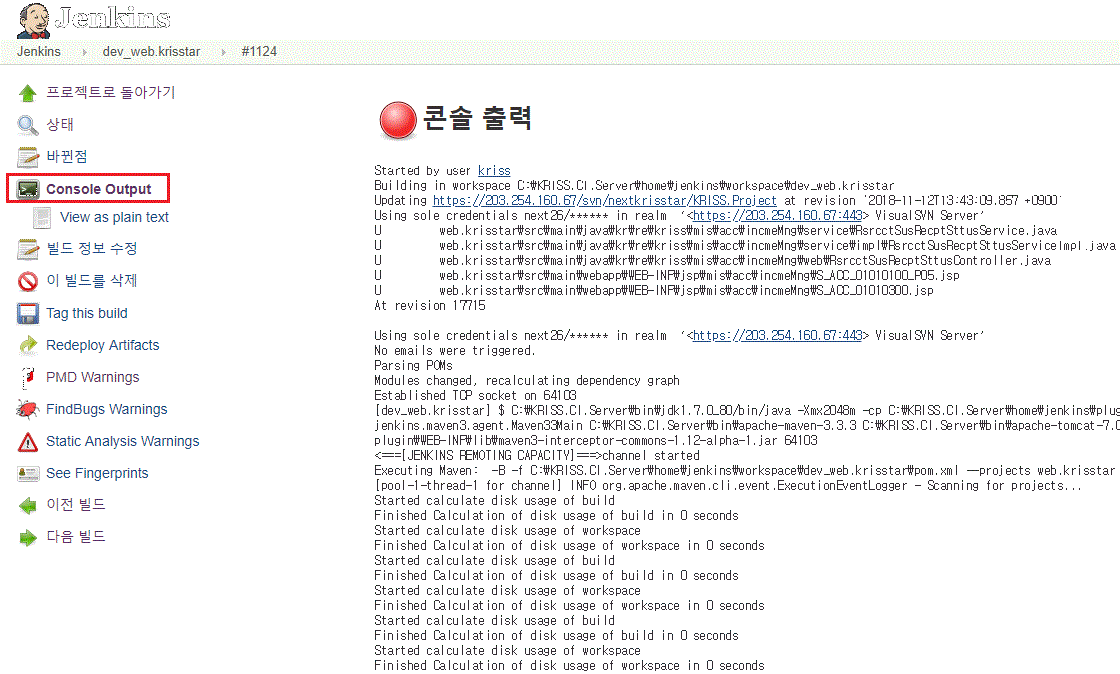 Jenkins
Jenkins › dev_web.krisstar › #1124
프로젝트로 돌아가기
상태
바뀐점
Console Output
View as plain text
빌드 정보 수정
이 빌드를 삭제
Tag this build
Redeploy Artifacts
PMD Warnings
FindBugs Warnings
Static Analysis Warnings
See Fingerprints
이전 빌드
다음 빌드
콘솔 출력
Started by user kriss
Building in workspace C:₩KRISS.CI.Server₩home₩jenkins₩workspace₩dev_web.krisstar
Updating https://203.254.160.67/svn/nextkrisstar/KRISS.Project at revision '2018-11-12T13:43:09.857 +0900'
Using sole credentials next26/****** in realm '<https://203.254.160.67:443> VisualSVN Server'
U web.krisstar₩src₩main₩java₩kr₩re₩kriss₩mis₩acc₩incmeMng₩service₩RsrcctSusRecptSttusService.java
U web.krisstar₩src₩main₩java₩kr₩re₩kriss₩mis₩acc₩incmeMng₩service₩impl₩RsrcctSusRecptSttusServiceImpl.java
U web.krisstar₩src₩main₩java₩kr₩re₩kriss₩mis₩acc₩incmeMng₩web₩RsrcctSusRecptSttusController.java
U web.krisstar₩src₩main₩webapp₩WEB-INF₩jsp₩mis₩acc₩incmeMng₩S_ACC_01010100_P05.jsp
U web.krisstar₩src₩main₩webapp₩WEB-INF₩jsp₩mis₩acc₩incmeMng₩S_ACC_01010300.jsp
At revision 17715
Using sole credentials next26/****** in realm '<https://203.254.160.67:443> VisualSVN Server'
No emails were triggered.
Parsing POMs
Modules changed, recalculating dependency graph
Established TCP socket on 64103
[dev_web.krisstar] $ C:₩KRISS.CI.Server₩bin₩jdk1.7.0_80/bin/java -Xmx2048m -cp C:₩KRISS.CI.Server₩home₩jenkins₩plug
jenkins.maven3.agent.Maven33Main C:₩KRISS.CI.Server₩bin₩apache-maven-3.3.3 C:₩KRISS.CI.Server₩bin₩apache-tomcat-7.0
plugin₩WEB-INF₩lib₩maven3-interceptor-commons-1.12-alpha-1.jar 64103
<===[JENKINS REMOTING CAPACITY]===>channel started
Executing Maven: -B -f C:₩KRISS.CI.Server₩home₩jenkins₩workspace₩dev_web.krisstar₩pom.xml --projects web.krisstar
[pool-1-thread-1 for channel] INFO org.apache.maven.cli.event.ExecutionEventLogger - Scanning for projects...
Started calculate disk usage of build
Finished Calculation of disk usage of build in 0 seconds
Started calculate disk usage of workspace
Finished Calculation of disk usage of workspace in 0 seconds
Started calculate disk usage of build
Finished Calculation of disk usage of build in 0 seconds
Started calculate disk usage of workspace
Finished Calculation of disk usage of workspace in 0 seconds
Started calculate disk usage of build
Finished Calculation of disk usage of build in 0 seconds
Started calculate disk usage of workspace
Finished Calculation of disk usage of workspace in 0 seconds